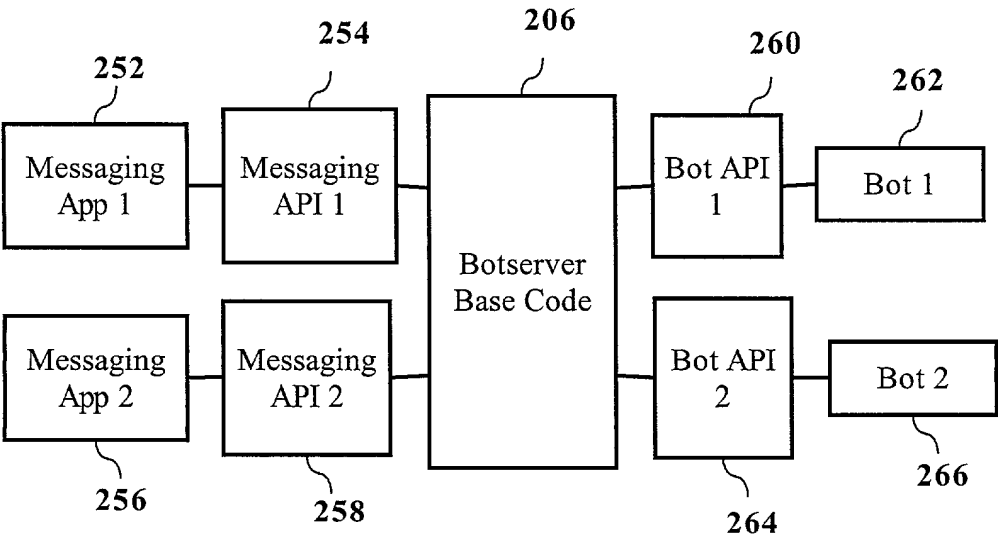 254
206
260
252
262
Messaging
App 1
Messaging
API 1
Botserver
Base Code
Bot API
1
Bot 1
Messaging
App 2
Messaging
API 2
Bot API
2
Bot 2
256
258
264
266